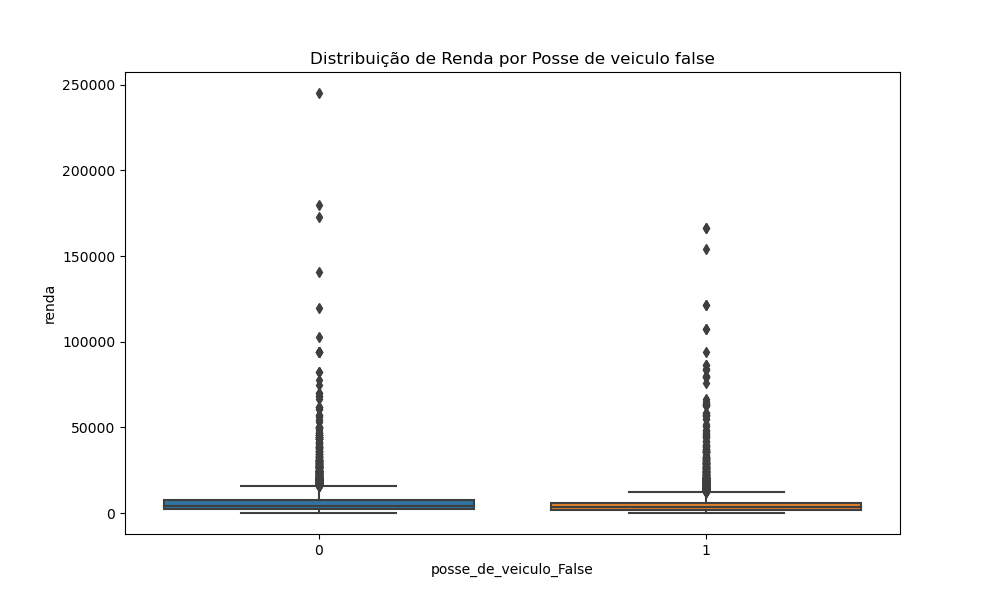 Distribuição de Renda por Posse de veiculo false
250000
200000
150000
100000
50000
0
renda
0
1
posse_de_veiculo_False